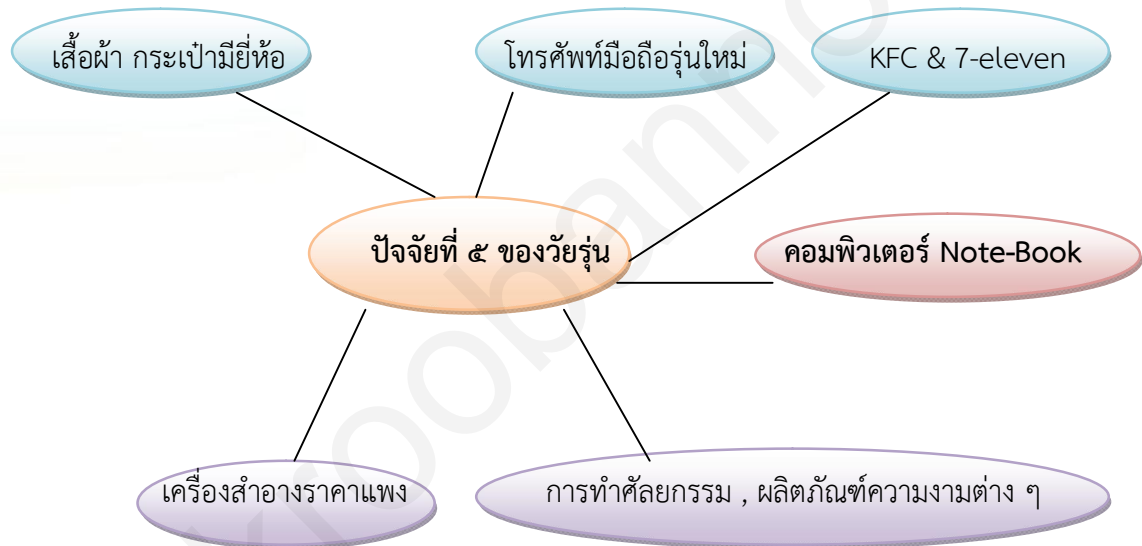 เสื้อผ้า กระเป๋ามียี่ห้อ
โทรศัพท์มือถือรุ่นใหม่
KFC & 7-eleven
ปัจจัยที่ ๕ ของวัยรุ่น
คอมพิวเตอร์ Note-Book
เครื่องสำอางราคาแพง
การทำศัลยกรรม , ผลิตภัณฑ์ความงามต่าง ๆ